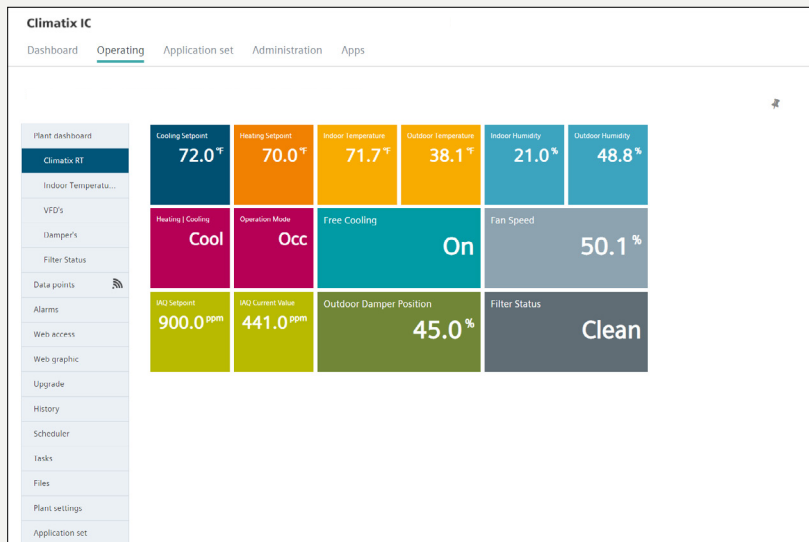 Climatix IC
Dashboard Operating Application set Administration Apps
Plant dashboard
Climatix RT
Indoor Temperatu...
VFD's
Damper's
Filter Status
Data points
Alarms
Web access
Web graphic
Upgrade
History
Scheduler
Tasks
Files
Plant settings
Application set
Cooling Setpoint
72.0 °F
Heating Setpoint
70.0 °F
Indoor Temperature
71.7 °F
Outdoor Temperature
38.1 °F
Indoor Humidity
21.0 %
Outdoor Humidity
48.8 %
Heating | Cooling
Cool
Operation Mode
Occ
Free Cooling
On
Fan Speed
50.1 %
IAQ Setpoint
900.0 ppm
IAQ Current Value
441.0 ppm
Outdoor Damper Position
45.0 %
Filter Status
Clean